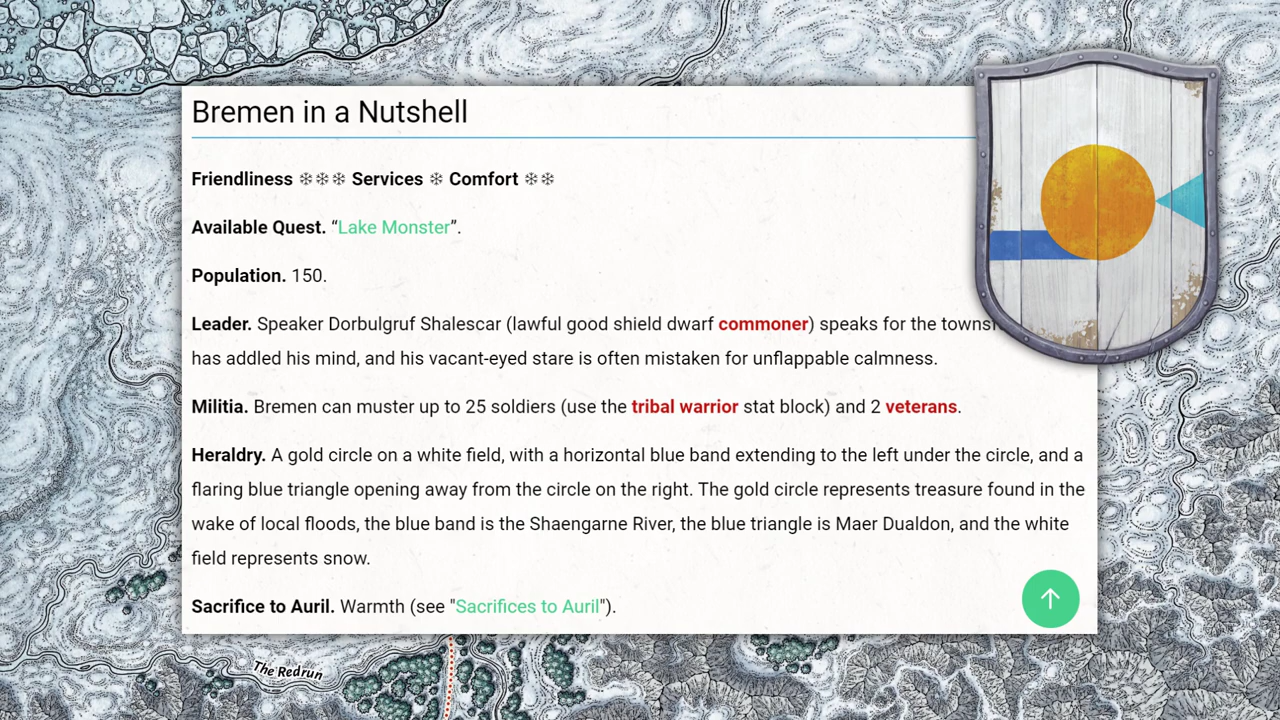 Bremen in a Nutshell
Friendliness ❄❄❄ Services ❄ Comfort ❄❄
Available Quest. “Lake Monster”.
Population. 150.
Leader. Speaker Dorbulgruf Shalescar (lawful good shield dwarf commoner) speaks for the
has addled his mind, and his vacant-eyed stare is often mistaken for unflappable calmness.
Militia. Bremen can muster up to 25 soldiers (use the tribal warrior stat block) and 2 veterans.
Heraldry. A gold circle on a white field, with a horizontal blue band extending to the left under the circle, and a
flaring blue triangle opening away from the circle on the right. The gold circle represents treasure found in the
wake of local floods, the blue band is the Shaengarne River, the blue triangle is Maer Dualdon, and the white
field represents snow.
Sacrifice to Auril. Warmth (see "Sacrifices to Auril").
The Redrun